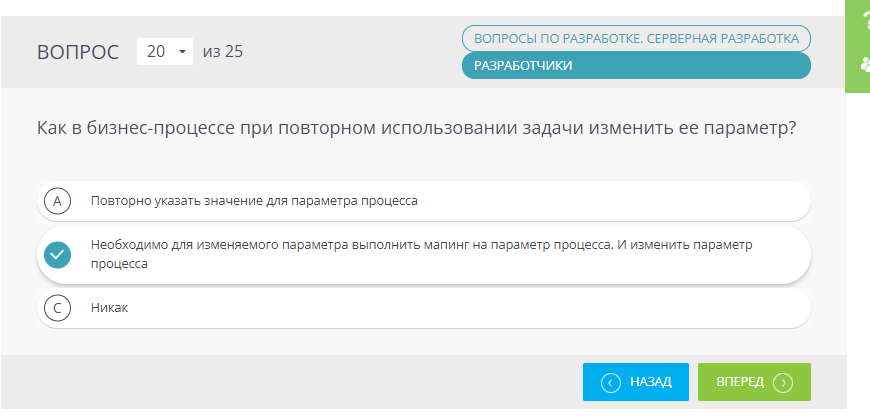 ВОПРОС 20 из 25
ВОПРОСЫ ПО РАЗРАБОТКЕ. СЕРВЕРНАЯ РАЗРАБОТКА
РАЗРАБОТЧИКИ
?
Как в бизнес-процессе при повторном использовании задачи изменить ее параметр?
A Повторно указать значение для параметра процесса
Необходимо для изменяемого параметра выполнить мапинг на параметр процесса. И изменить параметр
процесса
C Никак
НАЗАД ВПЕРЕД